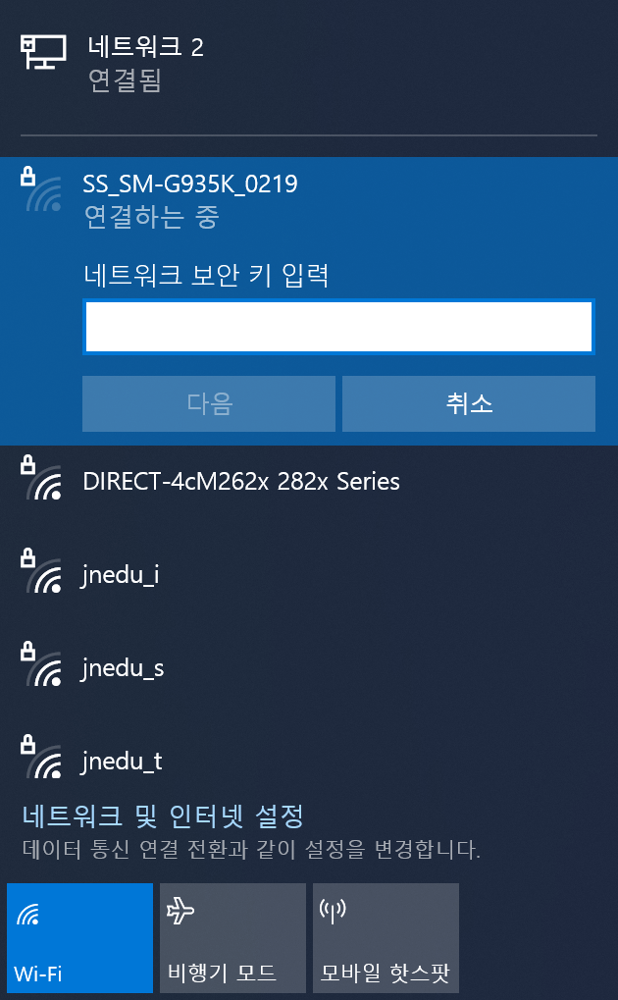 네트워크 2
연결됨
SS_SM-G935K_0219
연결하는 중
네트워크 보안 키 입력
다음
취소
DIRECT-4cM262x 282x Series
jnedu_i
jnedu_s
jnedu_t
네트워크 및 인터넷 설정
데이터 통신 연결 전환과 같이 설정을 변경합니다.
Wi-Fi
비행기 모드
모바일 핫스팟